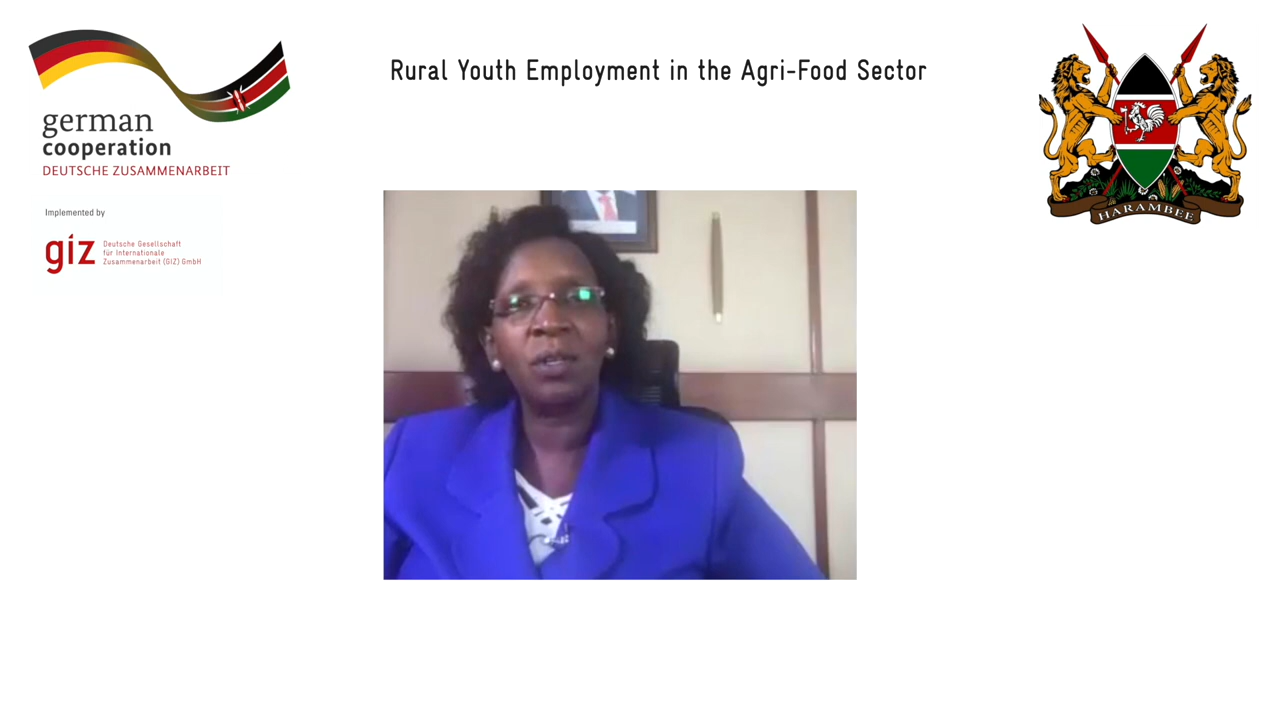 Rural Youth Employment in the Agri-Food Sector
german
cooperation
DEUTSCHE ZUSAMMENARBEIT
Implemented by
giz
Deutsche Gesellschaft
für Internationale
Zusammenarbeit (GIZ) GmbH
HARAMBEE